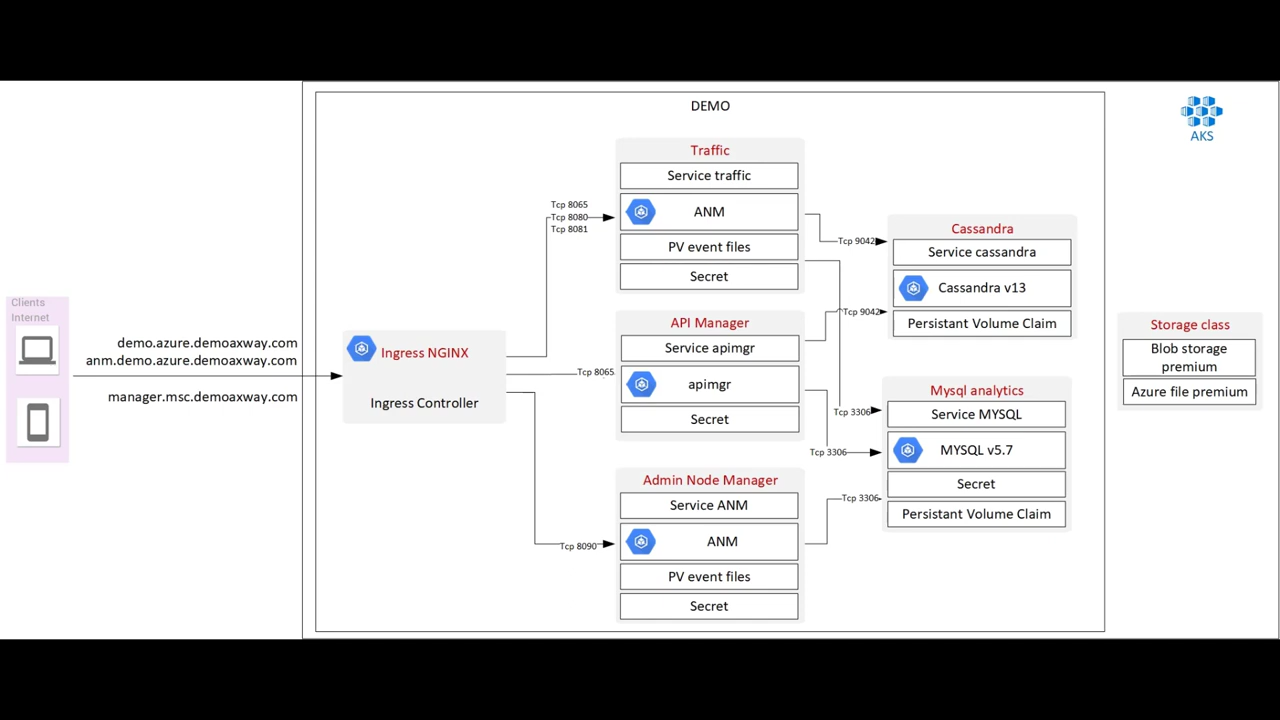 DEMO
AKS
Clients
Internet
demo.azure.demoaxway.com
anm.demo.azure.demoaxway.com
manager.msc.demoaxway.com
Ingress NGINX
Ingress Controller
Tcp 8065
Tcp 8080
Tcp 8081
Tcp 8065
Tcp 8090
Traffic
Service traffic
ANM
PV event files
Secret
API Manager
Service apimgr
apimgr
Secret
Admin Node Manager
Service ANM
ANM
PV event files
Secret
Tcp 9042
Tcp 9042
Tcp 3306
Tcp 3306
Tcp 3306
Cassandra
Service cassandra
Cassandra v13
Persistant Volume Claim
Mysql analytics
Service MYSQL
MYSQL v5.7
Secret
Persistant Volume Claim
Storage class
Blob storage
premium
Azure file premium